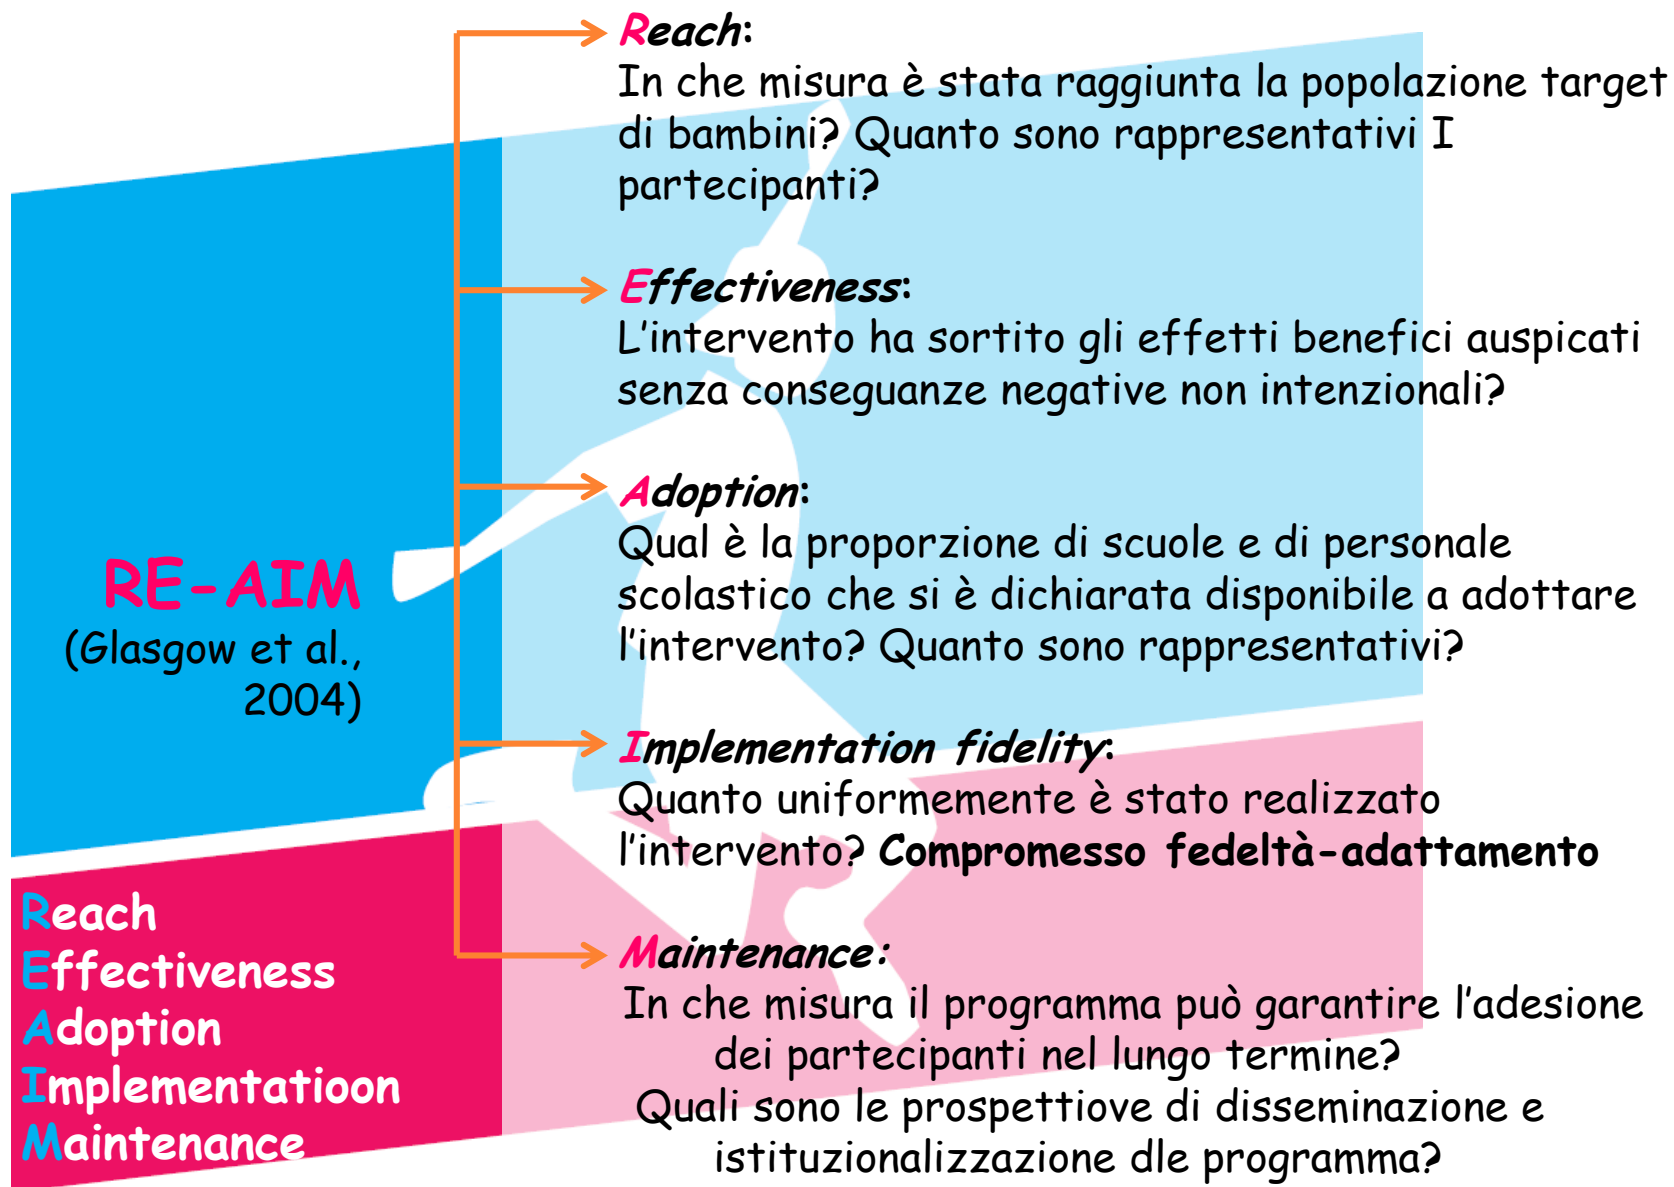 Reach:
In che misura è stata raggiunta la popolazione target
di bambini? Quanto sono rappresentativi I
partecipanti?
Effectiveness:
L'intervento ha sortito gli effetti benefici auspicati
senza conseguanze negative non intenzionali?
Adoption:
Qual è la proporzione di scuole e di personale
scolastico che si è dichiarata disponibile a adottare
l'intervento? Quanto sono rappresentativi?
Implementation fidelity:
Quanto uniformemente è stato realizzato
l'intervento? Compromesso fedeltà-adattamento
Maintenance:
In che misura il programma può garantire l'adesione
dei partecipanti nel lungo termine?
Quali sono le prospettiove di disseminazione e
istituzionalizzazione dle programma?
RE-AIM
(Glasgow et al.,
2004)
Reach
Effectiveness
Adoption
Implementatioon
Maintenance